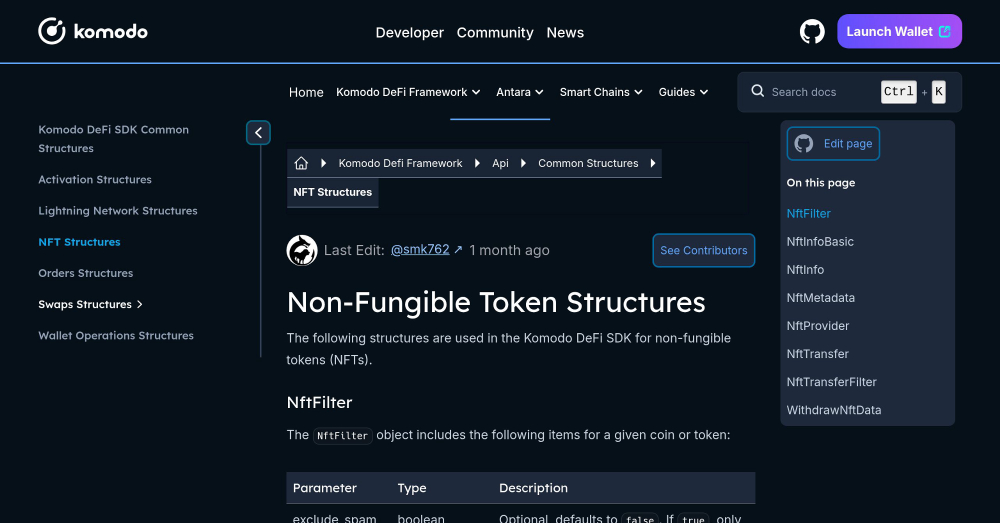 komodo
Developer Community News
Launch Wallet
Home Komodo DeFi Framework Antara Smart Chains Guides
Search docs Ctrl + K
Komodo DeFi SDK Common
Structures
Activation Structures
Lightning Network Structures
NFT Structures
Orders Structures
Swaps Structures
Wallet Operations Structures
Komodo Defi Framework Api Common Structures
NFT Structures
Last Edit: @smk762 ↗ 1 month ago
See Contributors
Non-Fungible Token Structures
The following structures are used in the Komodo DeFi SDK for non-fungible
tokens (NFTs).
NftFilter
The NftFilter object includes the following items for a given coin or token:
Parameter Type Description
exclude_spam boolean Optional, defaults to false. If true, only
Edit page
On this page
NftFilter
NftInfoBasic
NftInfo
NftMetadata
NftProvider
NftTransfer
NftTransferFilter
WithdrawNftData